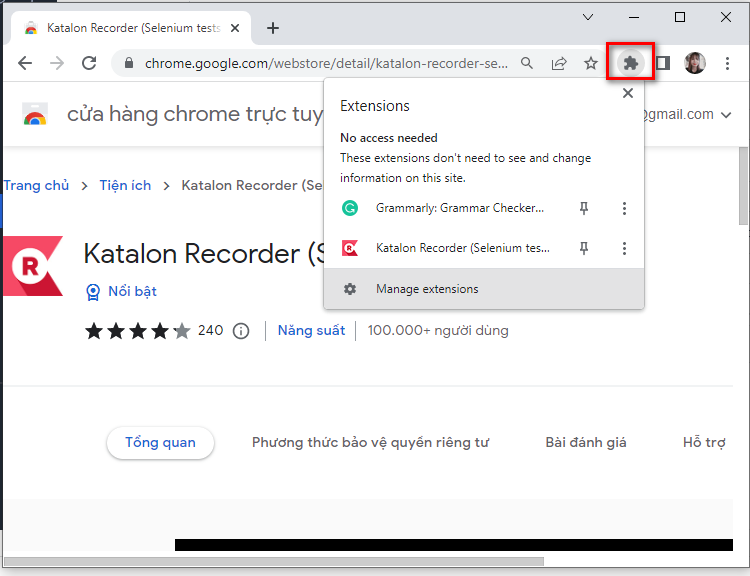 Katalon Recorder (Selenium tests
chrome.google.com/webstore/detail/katalon-recorder-se...
Extensions
No access needed
These extensions don't need to see and change
information on this site.
Grammarly: Grammar Checker...
Katalon Recorder (Selenium tes...
Manage extensions
cửa hàng chrome trực tuy
@gmail.com
Trang chủ > Tiện ích > Katalon Recorder (Se
R
Katalon Recorder (S
Nổi bật
240 Năng suất 100.000+ người dùng
Tổng quan Phương thức bảo vệ quyền riêng tư Bài đánh giá Hỗ trợ